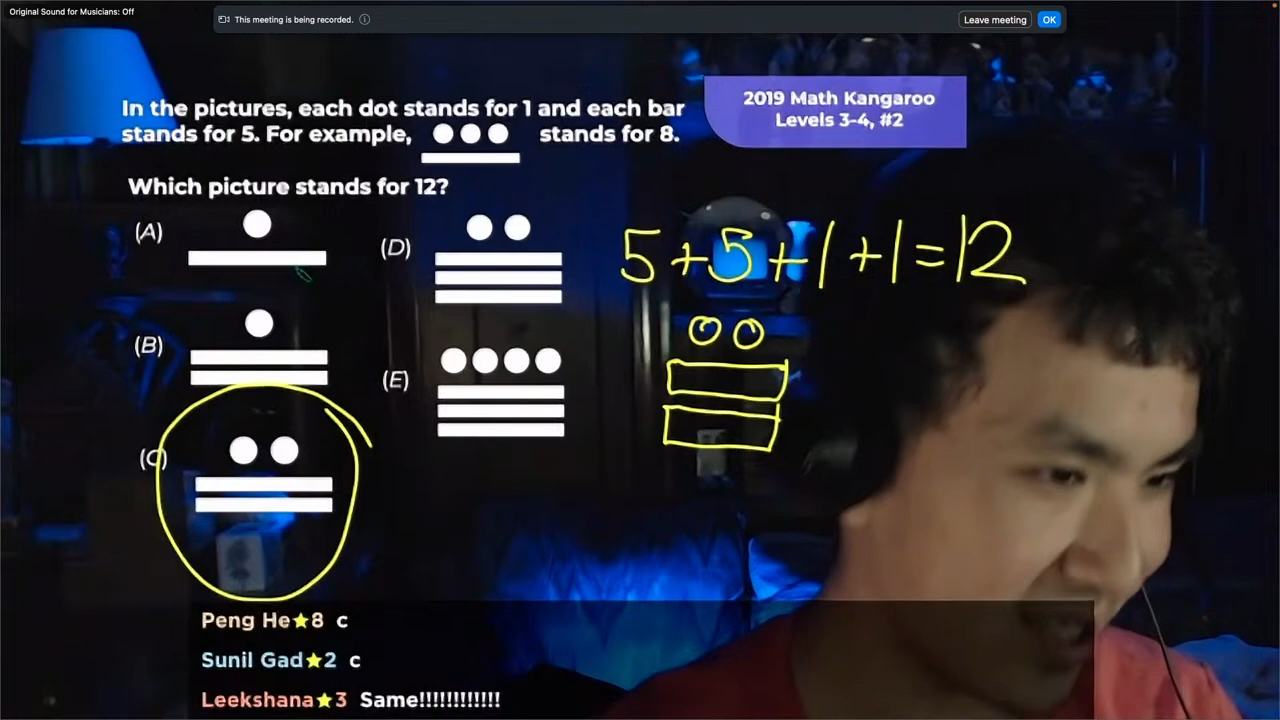 Original Sound for Musicians: Off
This meeting is being recorded.
Leave meeting
OK
In the pictures, each dot stands for 1 and each bar
stands for 5. For example, stands for 8.
2019 Math Kangaroo
Levels 3-4, #2
Which picture stands for 12?
(A)
(B)
(C)
(D)
(E)
5+5+1+1=12
Peng He★8 c
Sunil Gad★2 c
Leekshana★3 Same!!!!!!!!!!!!